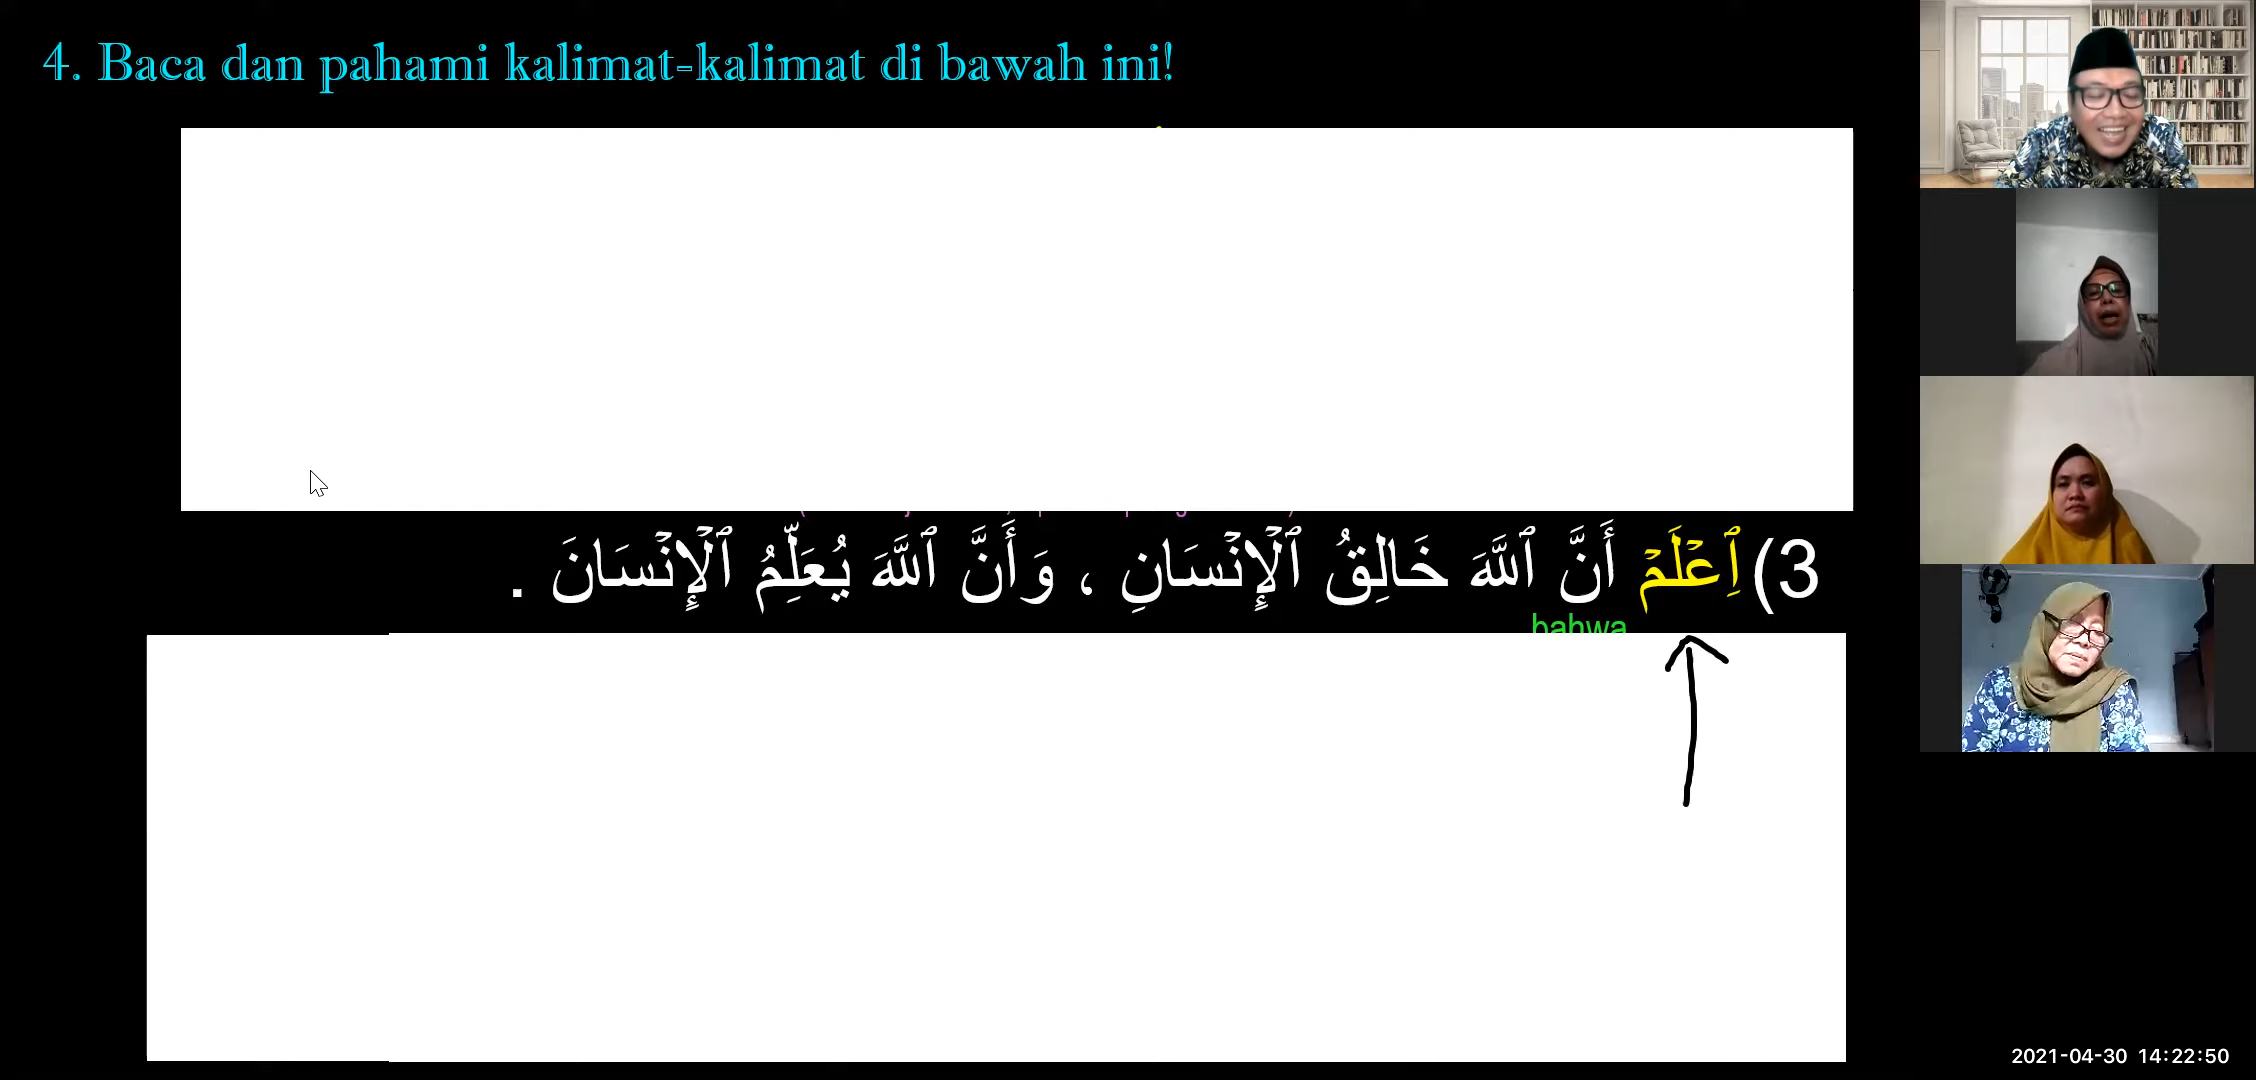 4. Baca dan pahami kalimat-kalimat di bawah ini!
3) ٱِعْلَمْ أَنَّ ٱللَّهَ خَالِقُ ٱلْإِنْسَانِ ، وَأَنَّ ٱللَّهَ يُعَلِّمُ ٱلْإِنْسَانَ .
bahwa
2021-04-30 14:22:50